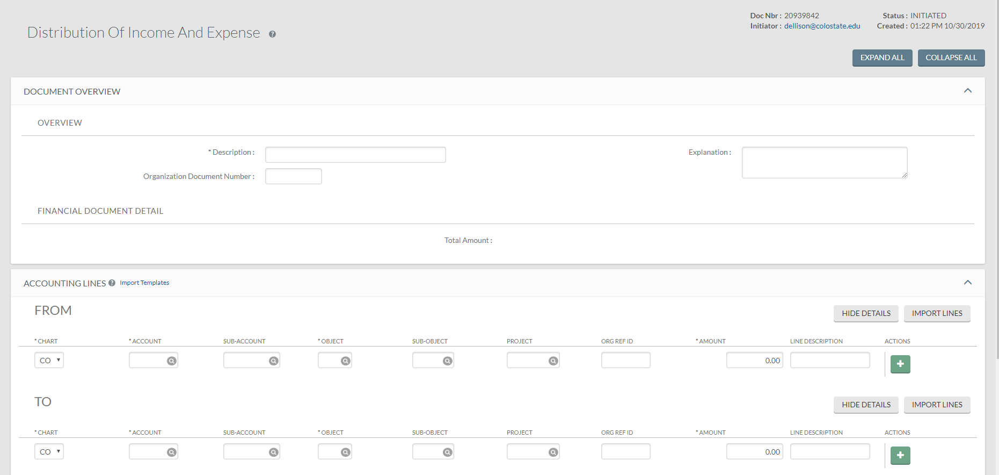 Doc Nbr : 20939842 Status : INITIATED
Initiator : dellison@colostate.edu Created : 01:22 PM 10/30/2019
Distribution Of Income And Expense ?
EXPAND ALL COLLAPSE ALL
DOCUMENT OVERVIEW
OVERVIEW
* Description : Explanation :
Organization Document Number :
FINANCIAL DOCUMENT DETAIL
Total Amount :
ACCOUNTING LINES ? Import Templates
FROM
HIDE DETAILS IMPORT LINES
* CHART * ACCOUNT SUB-ACCOUNT * OBJECT SUB-OBJECT PROJECT ORG REF ID * AMOUNT LINE DESCRIPTION ACTIONS
CO 0.00
TO
HIDE DETAILS IMPORT LINES
* CHART * ACCOUNT SUB-ACCOUNT * OBJECT SUB-OBJECT PROJECT ORG REF ID * AMOUNT LINE DESCRIPTION ACTIONS
CO 0.00